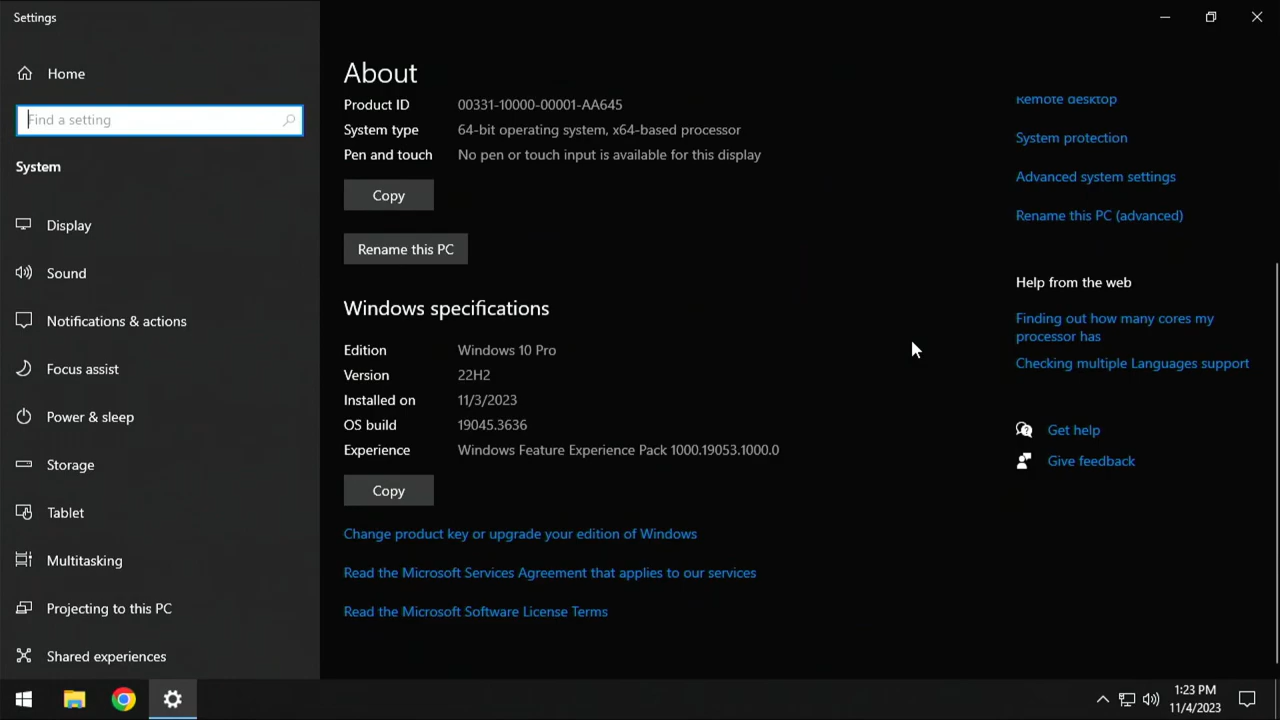 Settings
Home
Find a setting
System
Display
Sound
Notifications & actions
Focus assist
Power & sleep
Storage
Tablet
Multitasking
Projecting to this PC
Shared experiences
About
Product ID 00331-10000-00001-AA645
System type 64-bit operating system, x64-based processor
Pen and touch No pen or touch input is available for this display
Copy
Rename this PC
Windows specifications
Edition Windows 10 Pro
Version 22H2
Installed on 11/3/2023
OS build 19045.3636
Experience Windows Feature Experience Pack 1000.19053.1000.0
Copy
Change product key or upgrade your edition of Windows
Read the Microsoft Services Agreement that applies to our services
Read the Microsoft Software License Terms
Remote desktop
System protection
Advanced system settings
Rename this PC (advanced)
Help from the web
Finding out how many cores my
processor has
Checking multiple Languages support
Get help
Give feedback
1:23 PM
11/4/2023